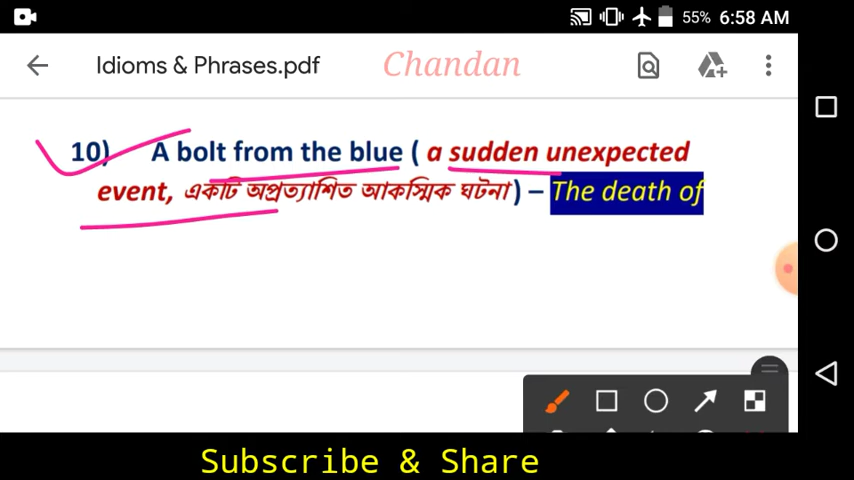 55% 6:58 AM
Idioms & Phrases.pdf Chandan
10) A bolt from the blue ( a sudden unexpected
event, একটি অপ্রত্যাশিত আকস্মিক ঘটনা) – The death of
Subscribe & Share